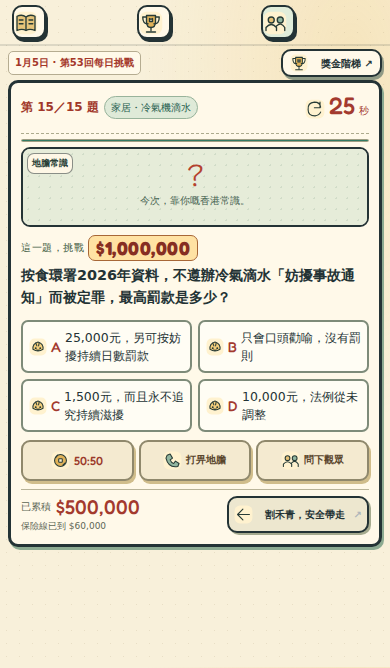 1月5日 · 第53回每日挑戰
獎金階梯 ↗
第 15／15 題
家居 · 冷氣機滴水
25 秒
地膽常識
?
今次，靠你嘅香港常識。
這一題，挑戰 $1,000,000
按食環署2026年資料，不遵辦冷氣滴水「妨擾事故通
知」而被定罪，最高罰款是多少？
A 25,000元，另可按妨
擾持續日數罰款
B 只會口頭勸喻，沒有罰
則
C 1,500元，而且永不追
究持續滋擾
D 10,000元，法例從未
調整
50:50
打畀地膽
問下觀眾
已累積 $500,000
保險線已到 $60,000
← 割禾青，安全帶走 ↗